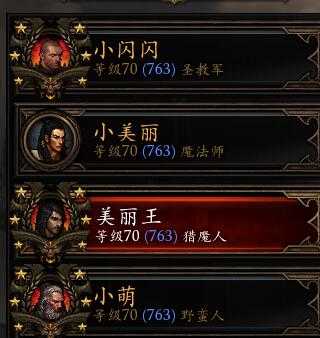 小闪闪
等级70 (763) 圣教军
小美丽
等级70 (763) 魔法师
美丽王
等级70 (763) 猎魔人
小萌
等级70 (763) 野蛮人